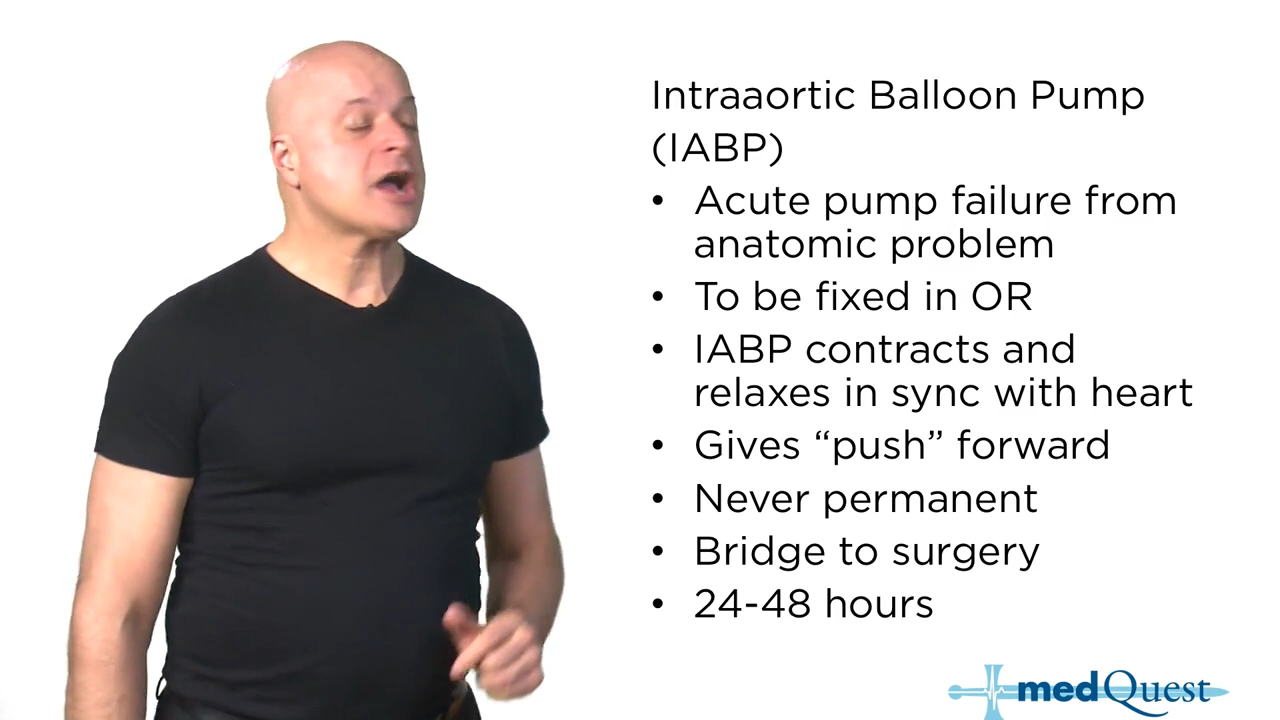 Intraaortic Balloon Pump
(IABP)
• Acute pump failure from
anatomic problem
• To be fixed in OR
• IABP contracts and
relaxes in sync with heart
• Gives “push” forward
• Never permanent
• Bridge to surgery
• 24-48 hours
medQuest